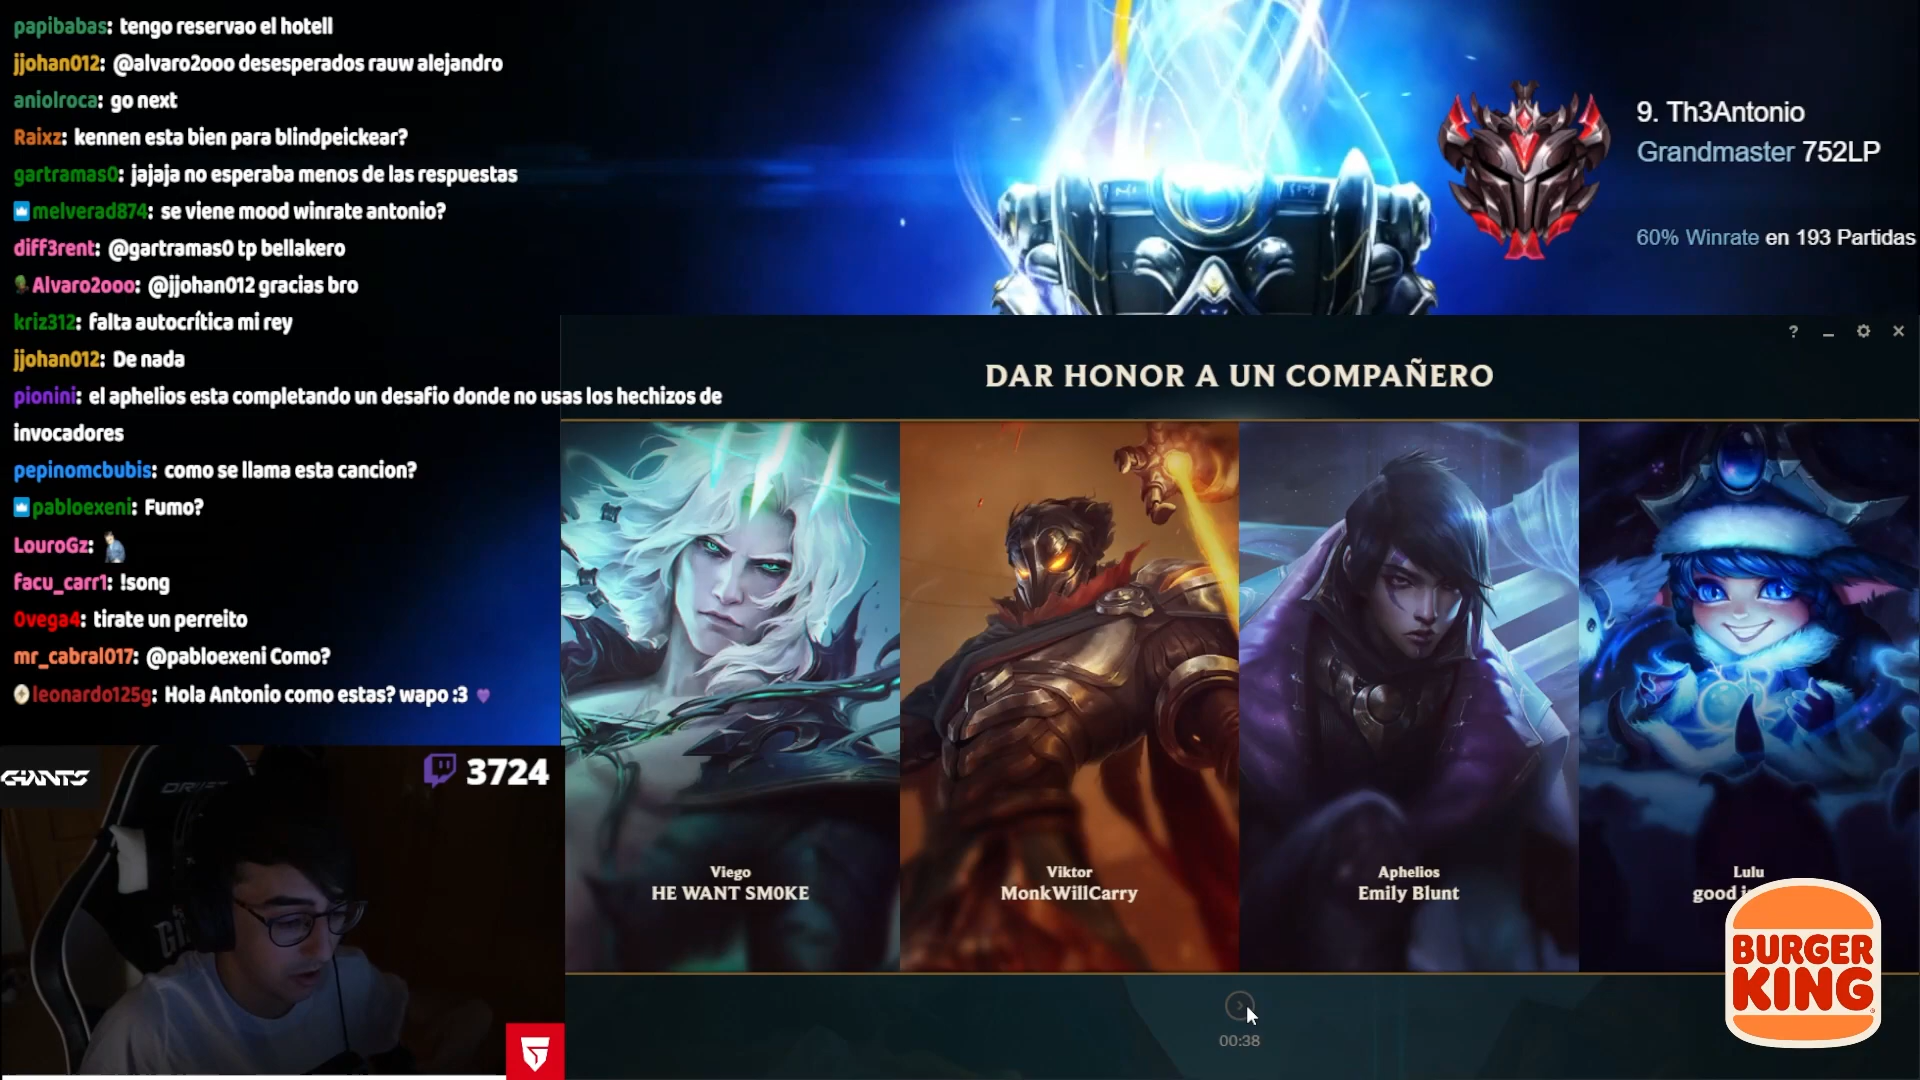 papibabas: tengo reservao el hotell
jjohan012: @alvaro2ooo desesperados rauw alejandro
aniolroca: go next
Raixz: kennen esta bien para blindpeickear?
gartramas0: jajaja no esperaba menos de las respuestas
melverad874: se viene mood winrate antonio?
diff3rent: @gartramas0 tp bellakero
Alvaro2ooo: @jjohan012 gracias bro
kriz312: falta autocrítica mi rey
jjohan012: De nada
pionini: el aphelios esta completando un desafio donde no usas los hechizos de
invocadores
pepinomcbubis: como se llama esta cancion?
pabloexeni: Fumo?
LouroGz:
facu_carr1: !song
0vega4: tirate un perreito
mr_cabral017: @pabloexeni Como?
leonardo125g: Hola Antonio como estas? wapo :3
9. Th3Antonio
Grandmaster 752LP
60% Winrate en 193 Partidas
?
DAR HONOR A UN COMPAÑERO
Viego
HE WANT SM0KE
Viktor
MonkWillCarry
Aphelios
Emily Blunt
Lulu
good
00:38
GIANTS
3724
BURGER
KING